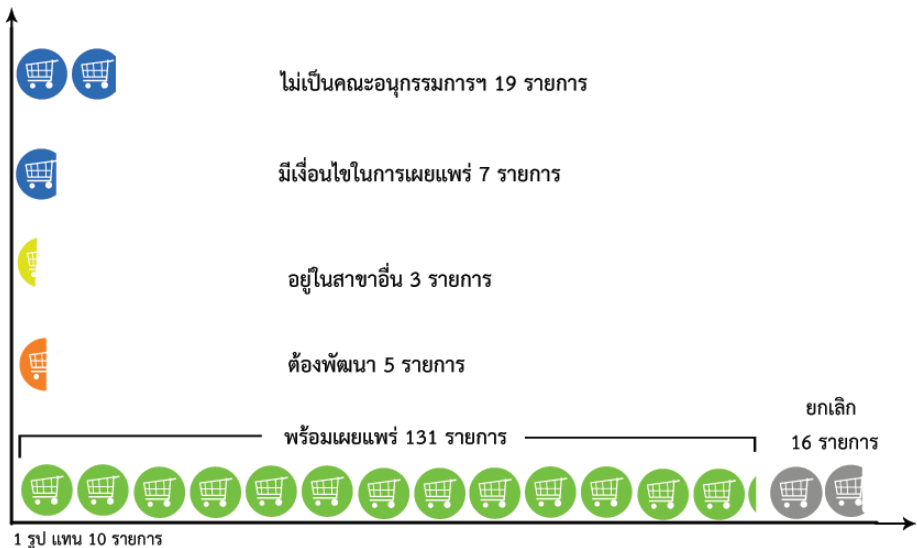 ไม่เป็นคณะอนุกรรมการฯ 19 รายการ
มีเงื่อนไขในการเผยแพร่ 7 รายการ
อยู่ในสาขาอื่น 3 รายการ
ต้องพัฒนา 5 รายการ
พร้อมเผยแพร่ 131 รายการ
ยกเลิก
16 รายการ
1 รูป แทน 10 รายการ